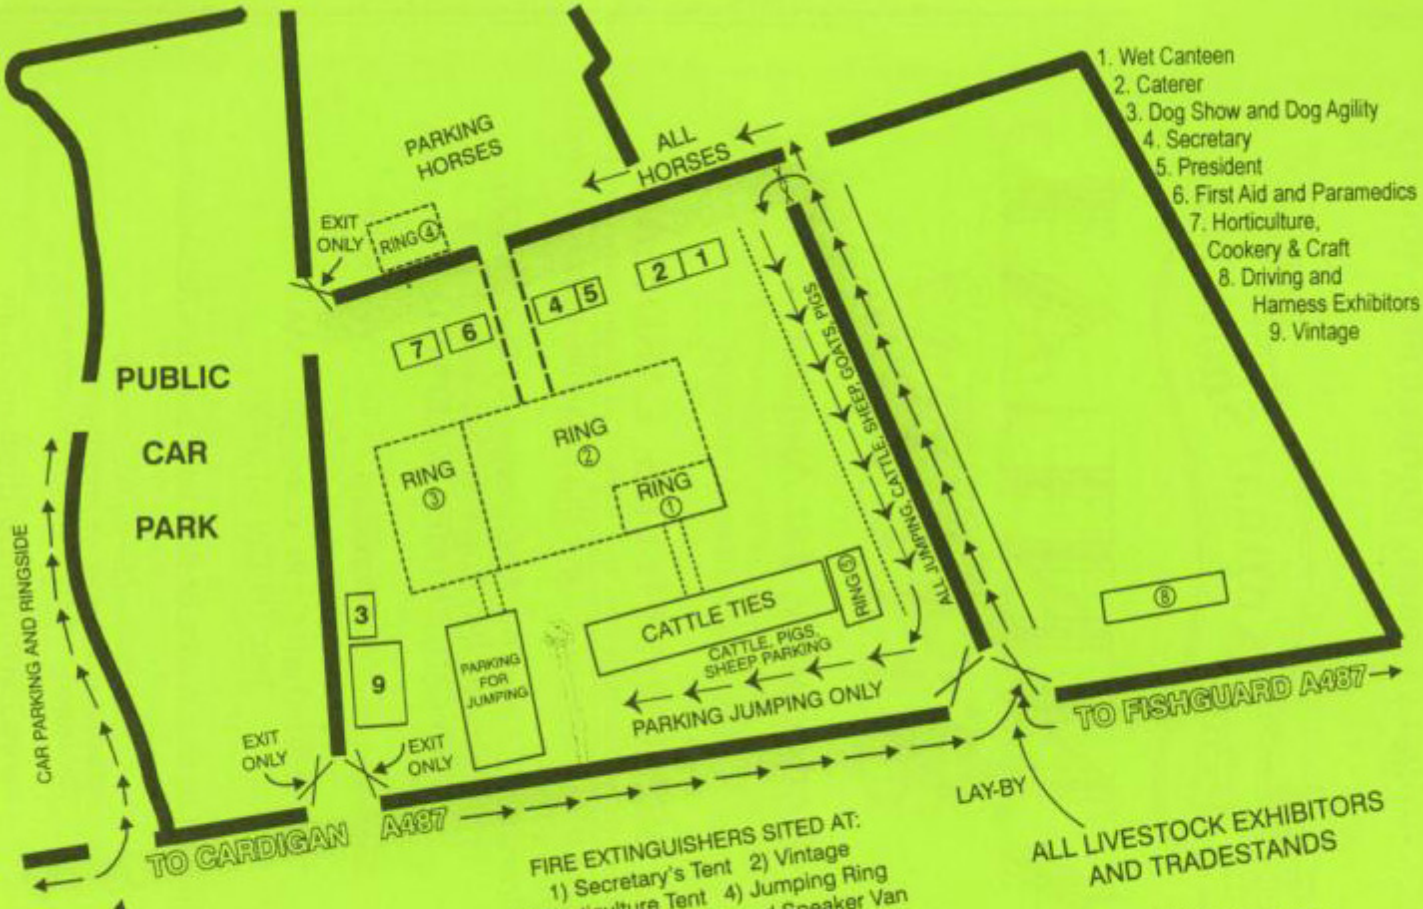 1. Wet Canteen
2. Caterer
3. Dog Show and Dog Agility
4. Secretary
5. President
6. First Aid and Paramedics
7. Horticulture,
Cookery & Craft
8. Driving and
Harness Exhibitors
9. Vintage
PARKING
HORSES
ALL
HORSES
EXIT
ONLY
RING ④
2 1
4 5
7 6
PUBLIC
CAR
PARK
RING
②
RING
③
RING
①
ALL JUMPING, CATTLE, SHEEP, GOATS, PIGS
CAR PARKING AND RINGSIDE
3
9
PARKING
FOR
JUMPING
CATTLE TIES
RING ⑤
CATTLE, PIGS,
SHEEP PARKING
PARKING JUMPING ONLY
⑧
EXIT
ONLY
EXIT
ONLY
TO CARDIGAN A487
TO FISHGUARD A487
LAY-BY
ALL LIVESTOCK EXHIBITORS
AND TRADESTANDS
FIRE EXTINGUISHERS SITED AT:
1) Secretary's Tent 2) Vintage
Tent 4) Jumping Ring
Speaker Van